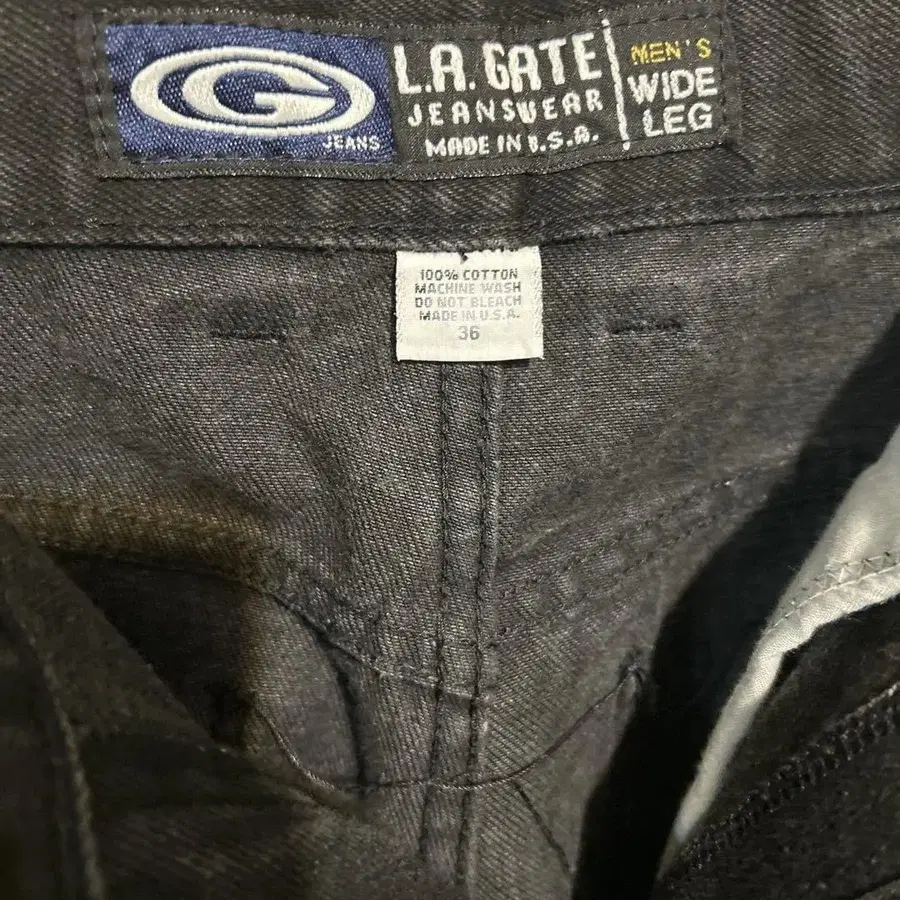 G
JEANS
L.A. GATE
JEANSWEAR
MADE IN U.S.A.
MEN'S
WIDE
LEG
100% COTTON
MACHINE WASH
DO NOT BLEACH
MADE IN U.S.A.
36